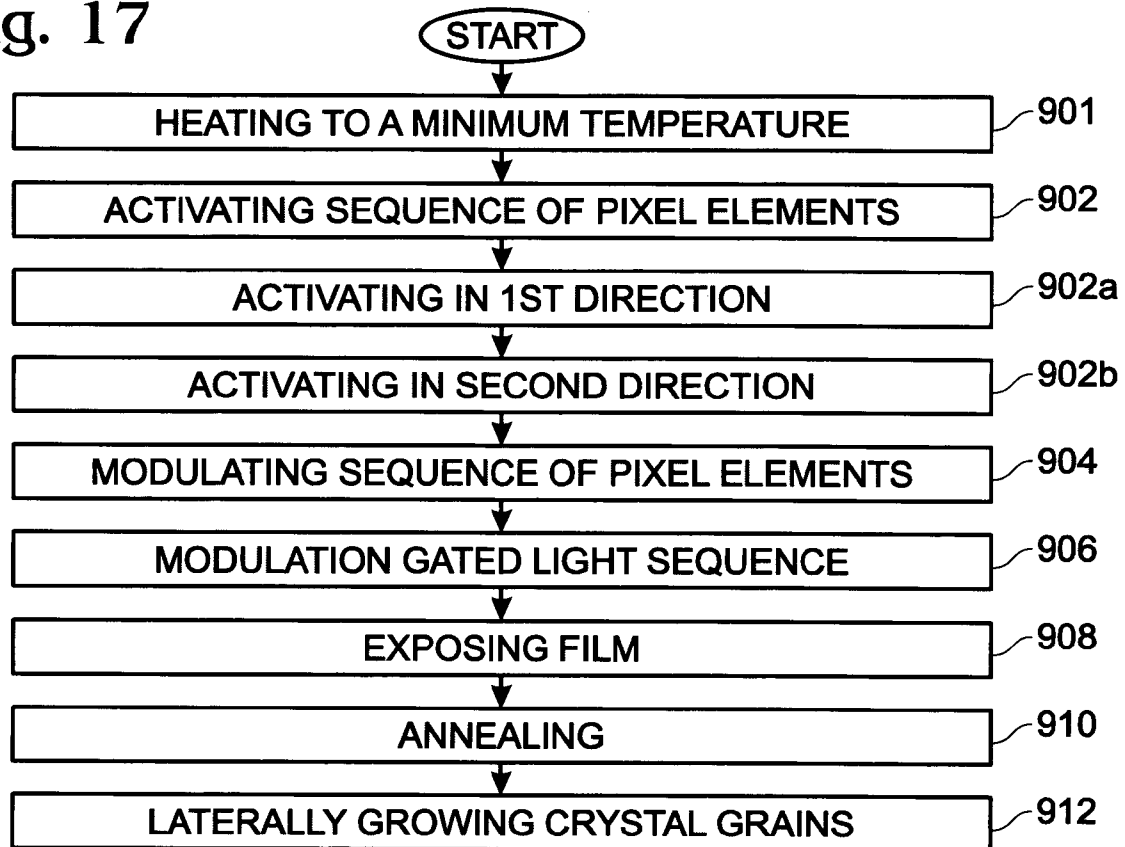 g. 17
START
HEATING TO A MINIMUM TEMPERATURE 901
ACTIVATING SEQUENCE OF PIXEL ELEMENTS 902
ACTIVATING IN 1ST DIRECTION 902a
ACTIVATING IN SECOND DIRECTION 902b
MODULATING SEQUENCE OF PIXEL ELEMENTS 904
MODULATION GATED LIGHT SEQUENCE 906
EXPOSING FILM 908
ANNEALING 910
LATERALLY GROWING CRYSTAL GRAINS 912